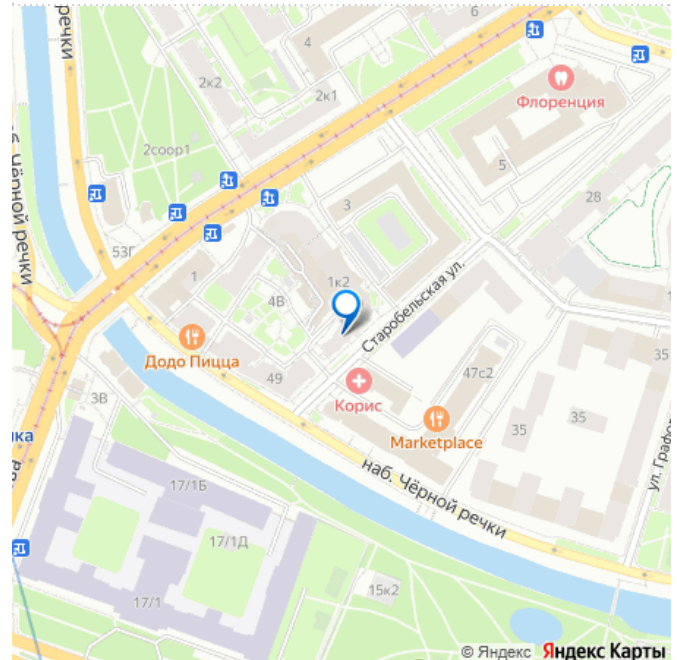 речки
6
4
2к2
2к1
Флоренция
2соор1
5
28
б. Чёрной речки
3
53Г
1
4В
1к2
Старобельская ул.
Додо Пицца
49
Корис
47с2
35
35
35
3В
Marketplace
ул. Графо
наб. Чёрной речки
17/1Б
17/1Д
17/1
15к2
© Яндекс Яндекс Карты